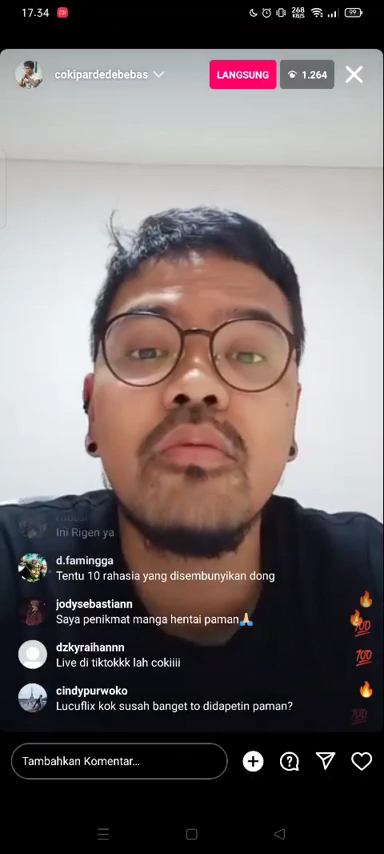 17.34
268
KB/S
99
cokipardedebebas
LANGSUNG
1.264
Ini Rigen ya
d.famingga
Tentu 10 rahasia yang disembunyikan dong
jodysebastiann
Saya penikmat manga hentai paman🙏🏻
dzkyraihannn
Live di tiktokkk lah cokiiii
cindypurwoko
Lucuflix kok susah banget to didapetin paman?
Tambahkan Komentar...